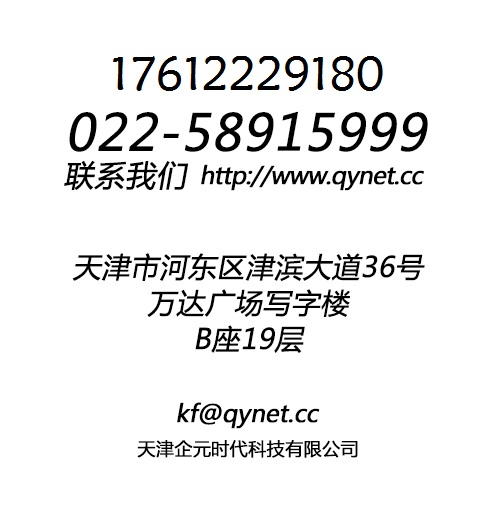 17612229180
022-58915999
联系我们 http://www.qynet.cc
天津市河东区津滨大道36号
万达广场写字楼
B座19层
kf@qynet.cc
天津企元时代科技有限公司